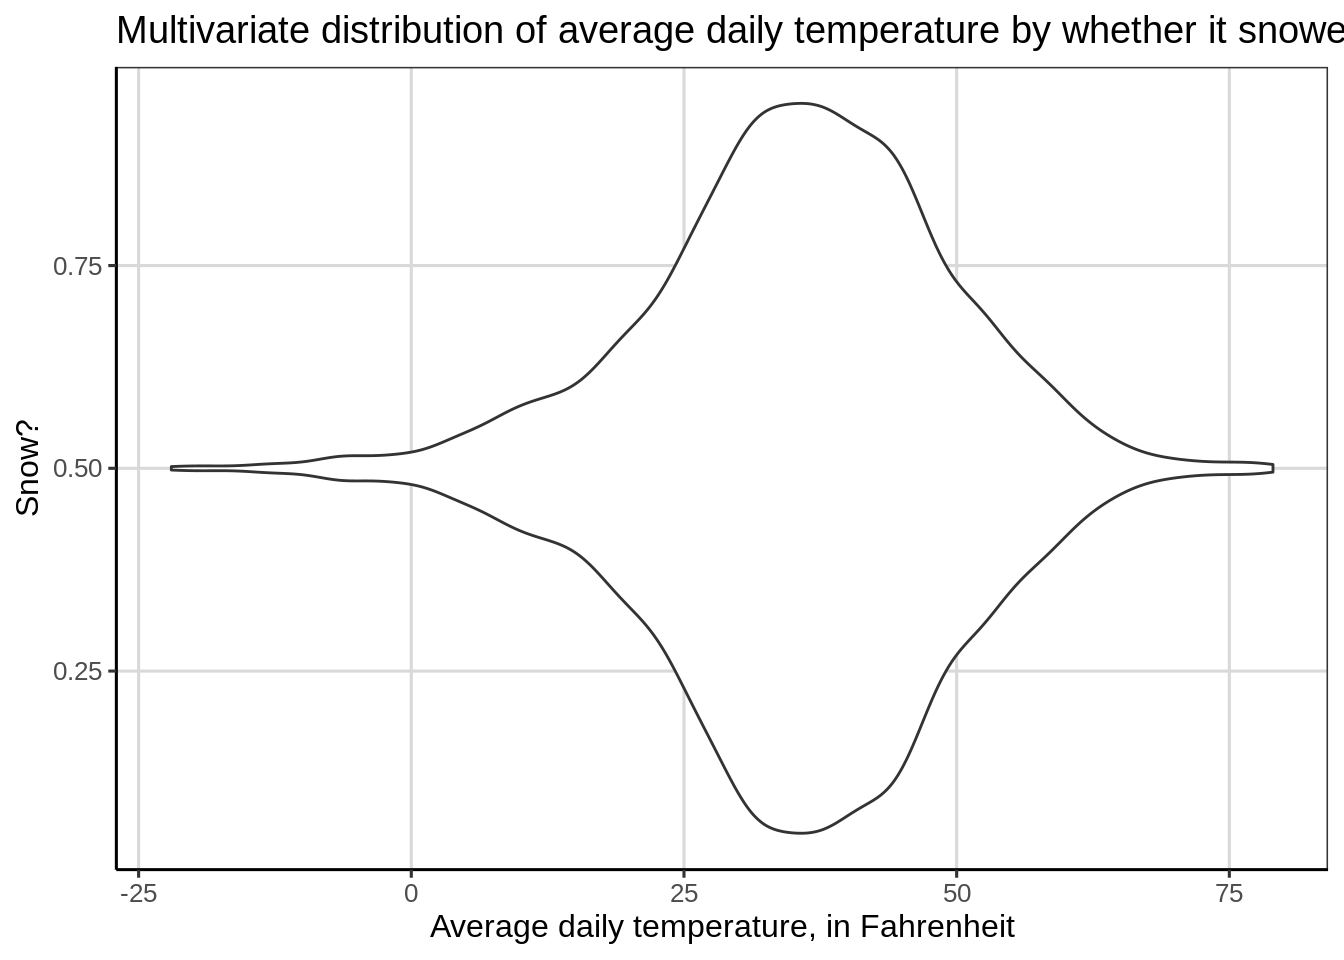 Multivariate distribution of average daily temperature by whether it snowe
0.75
0.50
0.25
Snow?
-25 0 25 50 75
Average daily temperature, in Fahrenheit